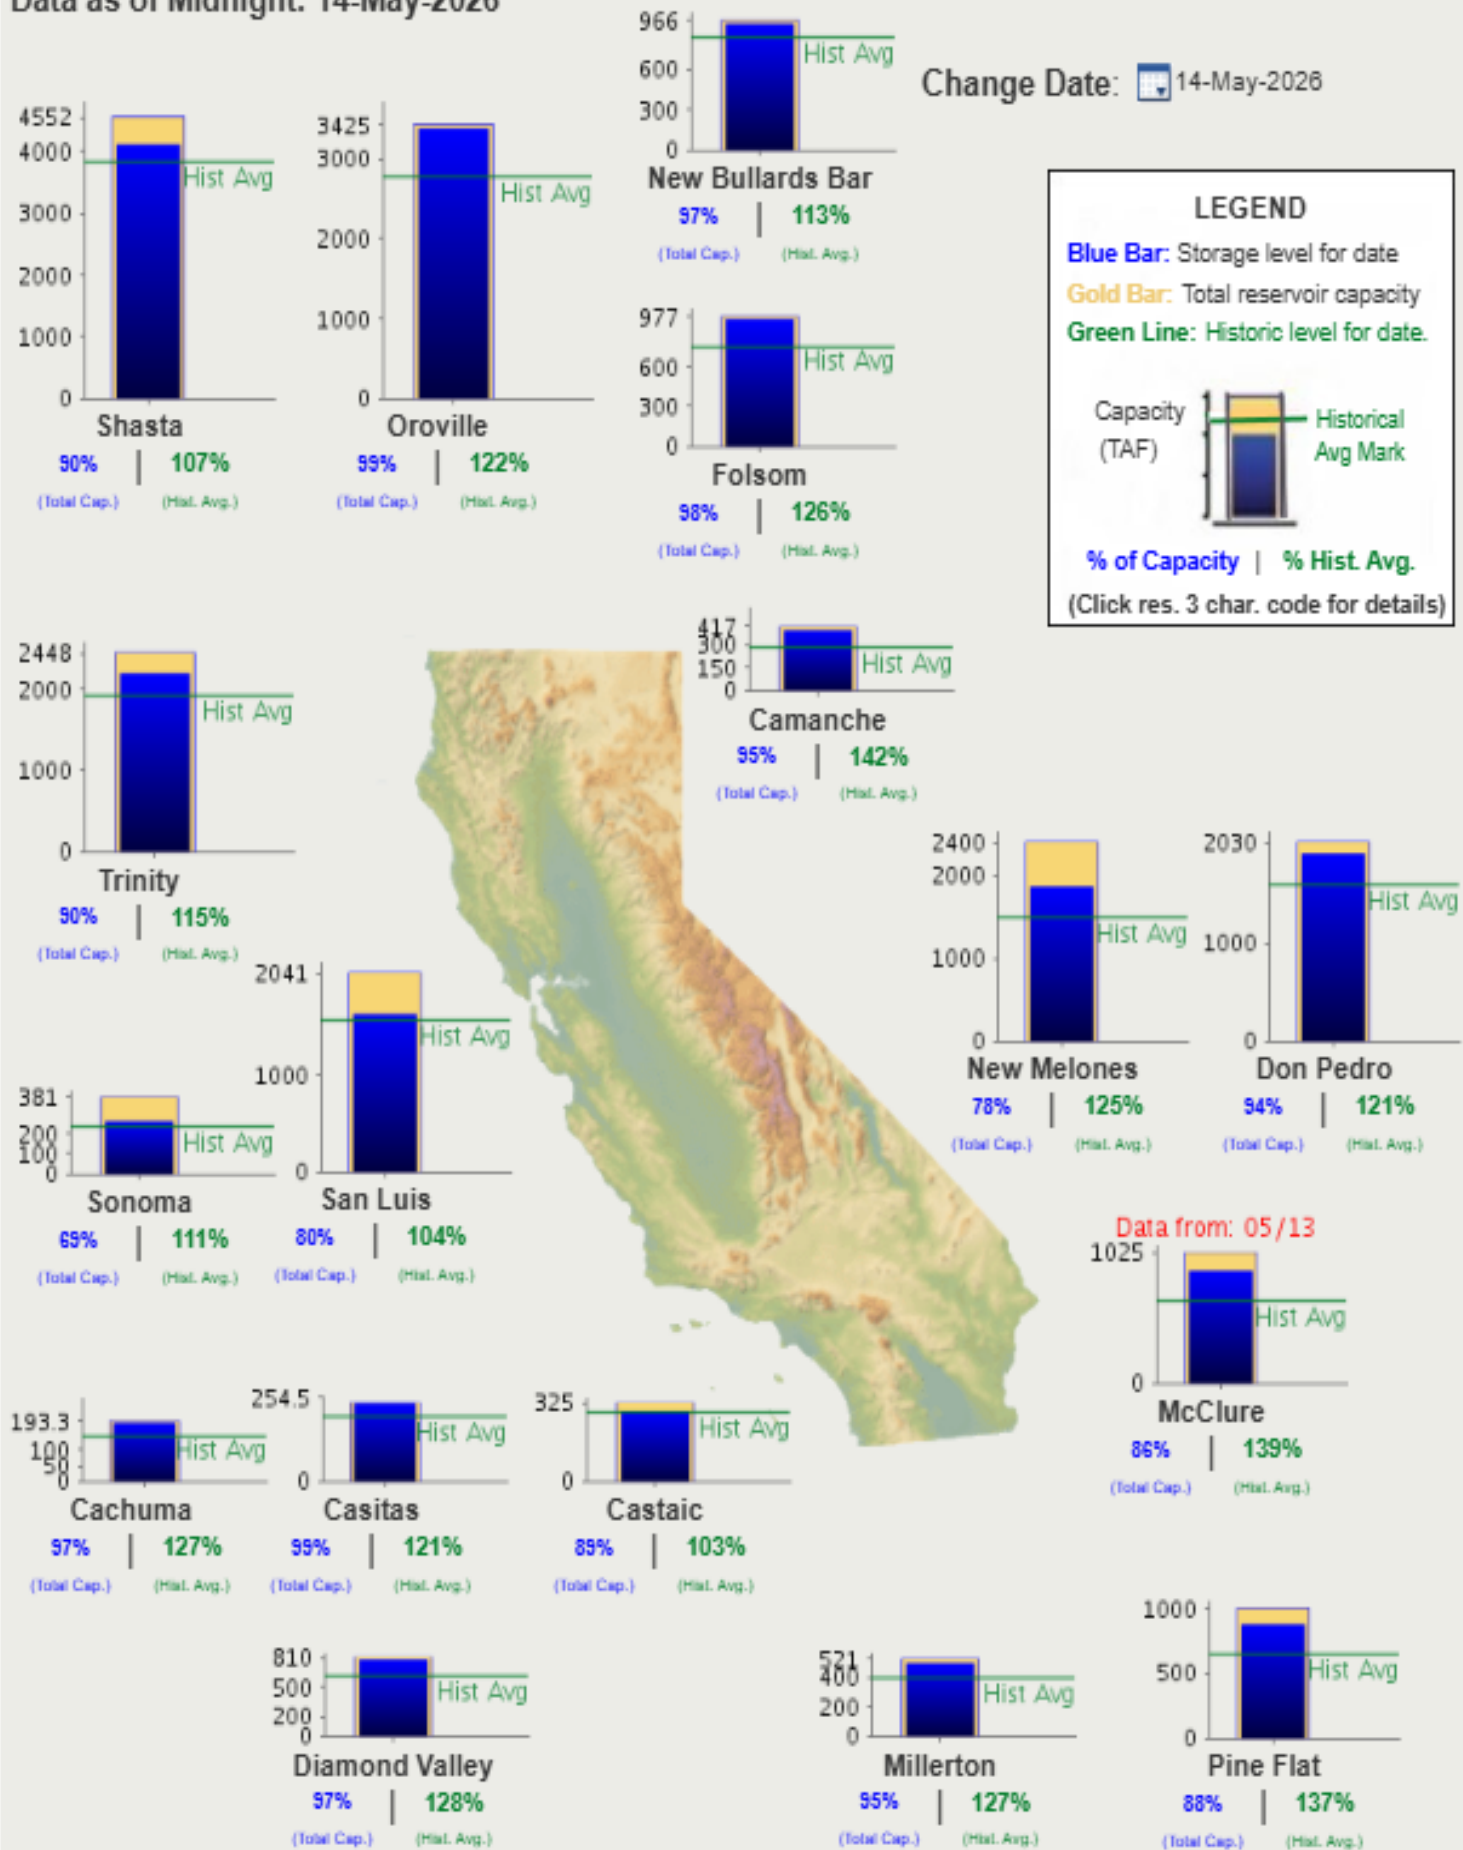 Data as of Midnight: 14-May-2026
Change Date: 14-May-2026
966
600
300
0
Hist Avg
New Bullards Bar
97% | 113%
(Total Cap.) (Hist. Avg.)
4552
4000
3000
2000
1000
0
Hist Avg
Shasta
90% | 107%
(Total Cap.) (Hist. Avg.)
3425
3000
2000
1000
0
Hist Avg
Oroville
99% | 122%
(Total Cap.) (Hist. Avg.)
977
600
300
0
Hist Avg
Folsom
98% | 126%
(Total Cap.) (Hist. Avg.)
LEGEND
Blue Bar: Storage level for date
Gold Bar: Total reservoir capacity
Green Line: Historic level for date.
Capacity
(TAF)
Historical
Avg Mark
% of Capacity | % Hist. Avg.
(Click res. 3 char. code for details)
2448
2000
1000
0
Hist Avg
Trinity
90% | 115%
(Total Cap.) (Hist. Avg.)
417
300
150
0
Hist Avg
Camanche
95% | 142%
(Total Cap.) (Hist. Avg.)
2400
2000
1000
0
Hist Avg
New Melones
78% | 125%
(Total Cap.) (Hist. Avg.)
2030
1000
0
Hist Avg
Don Pedro
94% | 121%
(Total Cap.) (Hist. Avg.)
381
200
100
0
Hist Avg
Sonoma
69% | 111%
(Total Cap.) (Hist. Avg.)
2041
1000
0
Hist Avg
San Luis
80% | 104%
(Total Cap.) (Hist. Avg.)
Data from: 05/13
1025
0
Hist Avg
McClure
86% | 139%
(Total Cap.) (Hist. Avg.)
193.3
100
50
0
Hist Avg
Cachuma
97% | 127%
(Total Cap.) (Hist. Avg.)
254.5
0
Hist Avg
Casitas
99% | 121%
(Total Cap.) (Hist. Avg.)
325
0
Hist Avg
Castaic
89% | 103%
(Total Cap.) (Hist. Avg.)
810
500
200
0
Hist Avg
Diamond Valley
97% | 128%
(Total Cap.) (Hist. Avg.)
521
400
200
0
Hist Avg
Millerton
95% | 127%
(Total Cap.) (Hist. Avg.)
1000
500
0
Hist Avg
Pine Flat
88% | 137%
(Total Cap.) (Hist. Avg.)